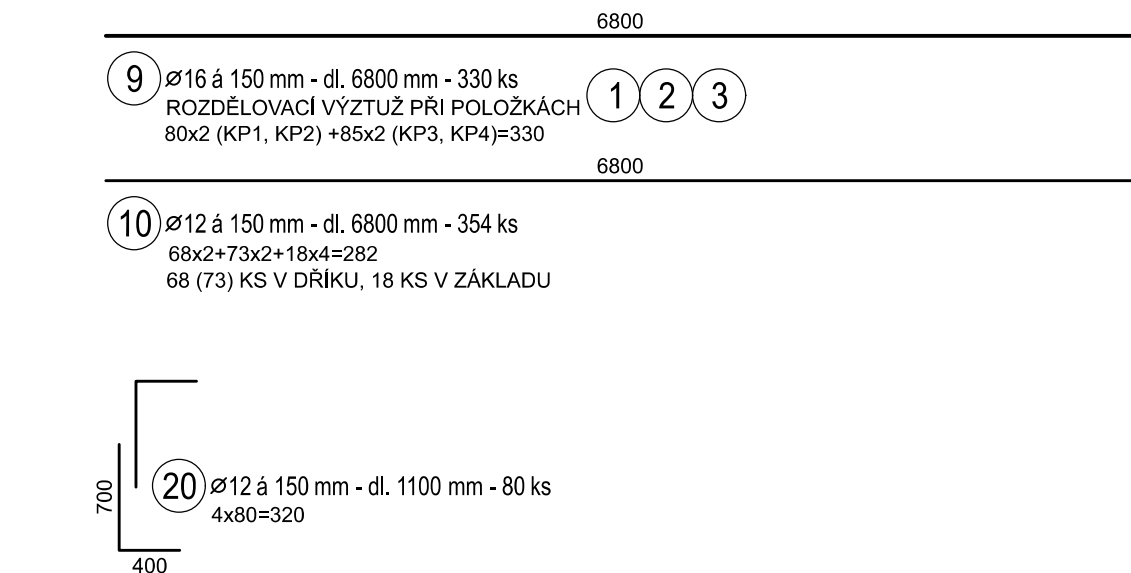 6800
9 ⌀16 á 150 mm - dl. 6800 mm - 330 ks
ROZDĚLOVACÍ VÝZTUŽ PŘI POLOŽKÁCH 1 2 3
80x2 (KP1, KP2) +85x2 (KP3, KP4)=330
6800
10 ⌀12 á 150 mm - dl. 6800 mm - 354 ks
68x2+73x2+18x4=282
68 (73) KS V DŘÍKU, 18 KS V ZÁKLADU
700
20 ⌀12 á 150 mm - dl. 1100 mm - 80 ks
4x80=320
400